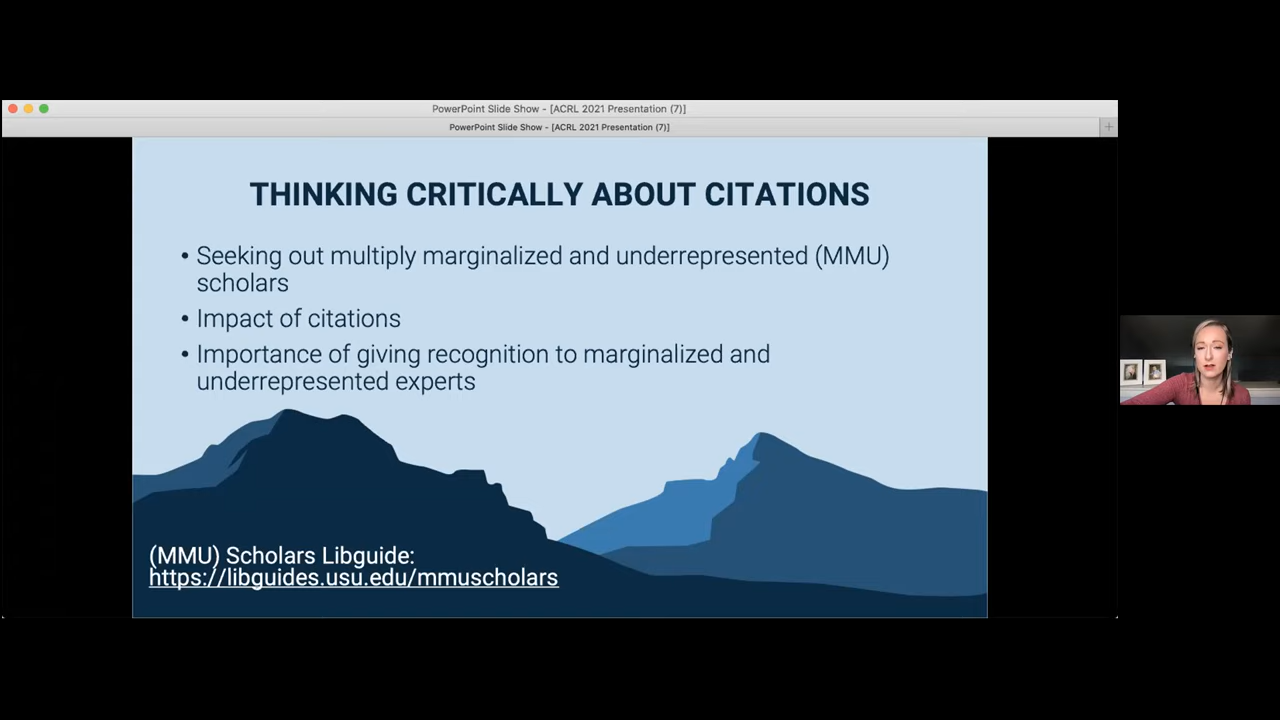 PowerPoint Slide Show - [ACRL 2021 Presentation (7)]
PowerPoint Slide Show - [ACRL 2021 Presentation (7)]
THINKING CRITICALLY ABOUT CITATIONS
• Seeking out multiply marginalized and underrepresented (MMU)
scholars
• Impact of citations
• Importance of giving recognition to marginalized and
underrepresented experts
(MMU) Scholars Libguide:
https://libguides.usu.edu/mmuscholars